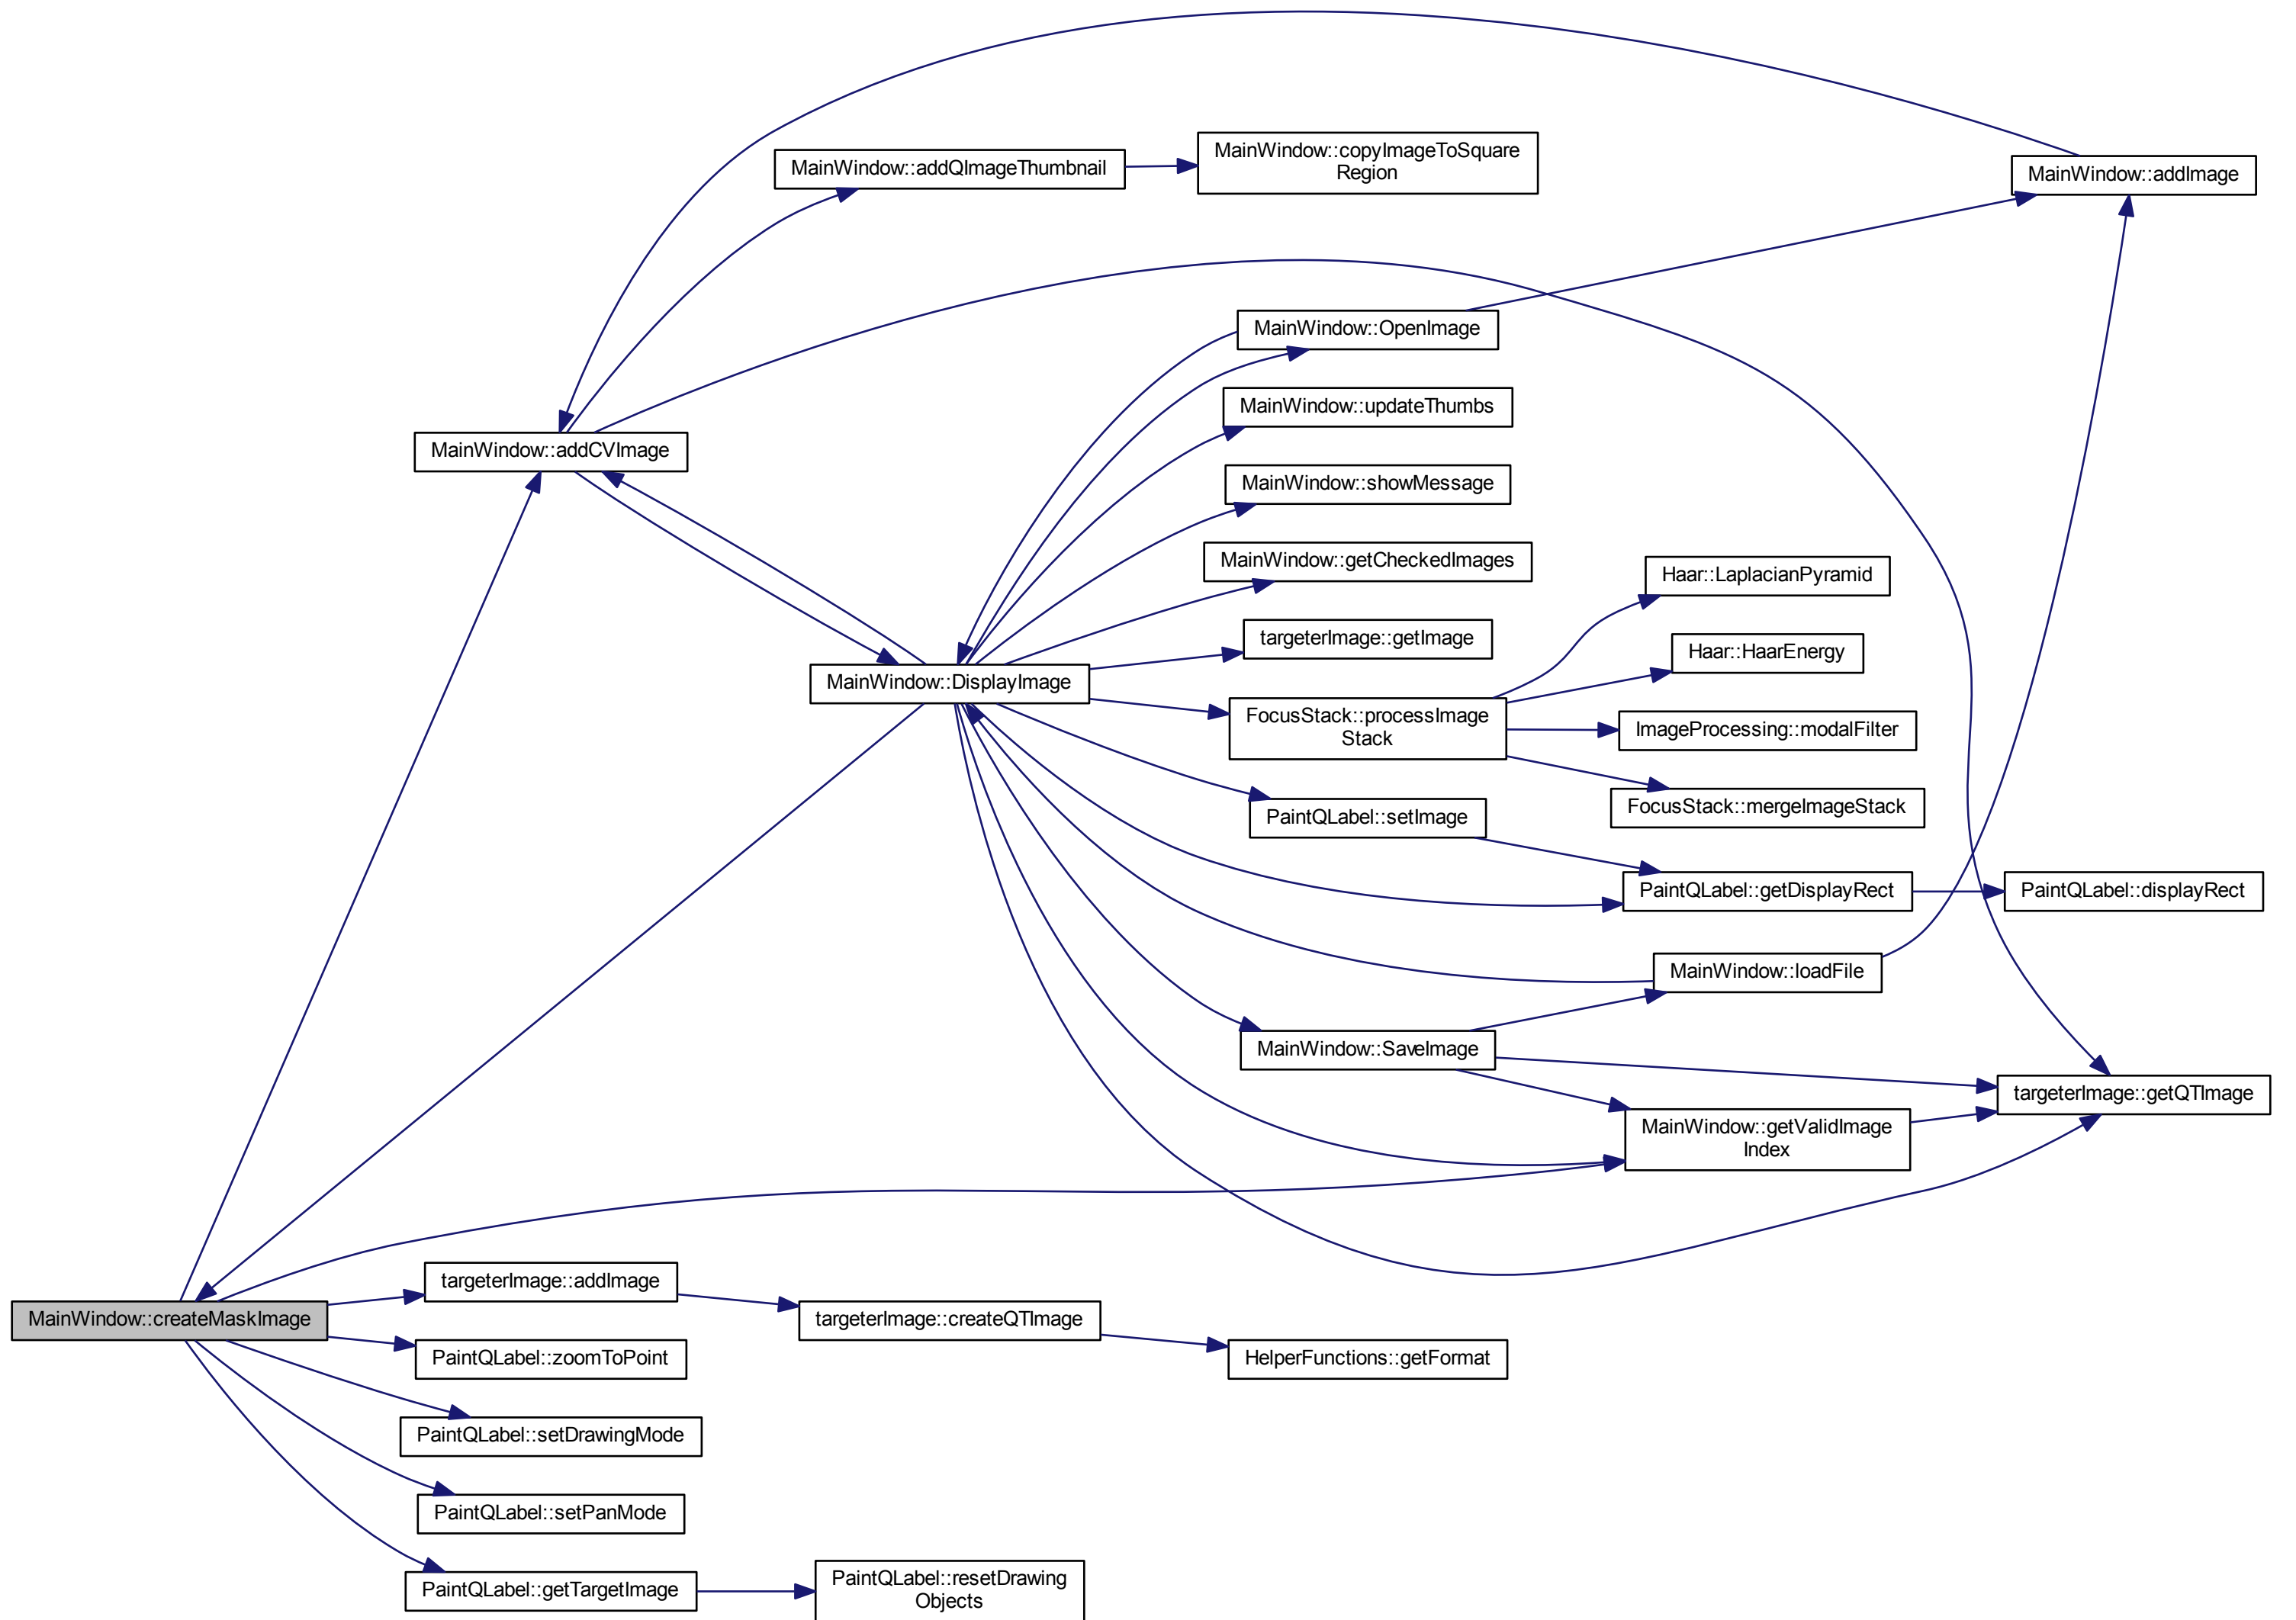 MainWindow::copyImageToSquare
Region
MainWindow::addQImageThumbnail
MainWindow::addImage
MainWindow::OpenImage
MainWindow::updateThumbs
MainWindow::addCVImage
MainWindow::showMessage
MainWindow::getCheckedImages
Haar::LaplacianPyramid
targeterImage::getImage
Haar::HaarEnergy
MainWindow::DisplayImage
FocusStack::processImage
Stack
ImageProcessing::modalFilter
FocusStack::mergeImageStack
PaintQLabel::setImage
PaintQLabel::getDisplayRect
PaintQLabel::displayRect
MainWindow::loadFile
MainWindow::SaveImage
targeterImage::getQTImage
MainWindow::getValidImage
Index
targeterImage::addImage
MainWindow::createMaskImage
targeterImage::createQTImage
PaintQLabel::zoomToPoint
HelperFunctions::getFormat
PaintQLabel::setDrawingMode
PaintQLabel::setPanMode
PaintQLabel::getTargetImage
PaintQLabel::resetDrawing
Objects